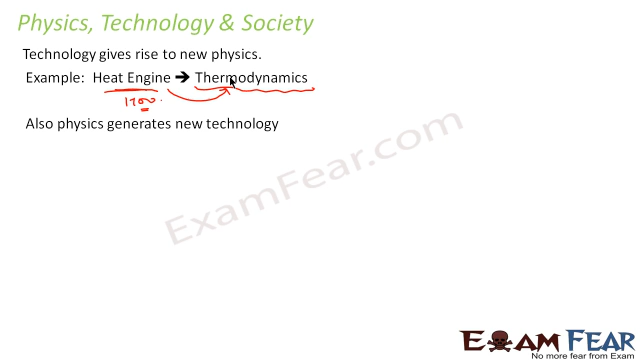 Physics, Technology & Society
Technology gives rise to new physics.
Example: Heat Engine ➔ Thermodynamics
1700
Also physics generates new technology
ExamFear.com
EXAM FEAR
No more fear from Exam